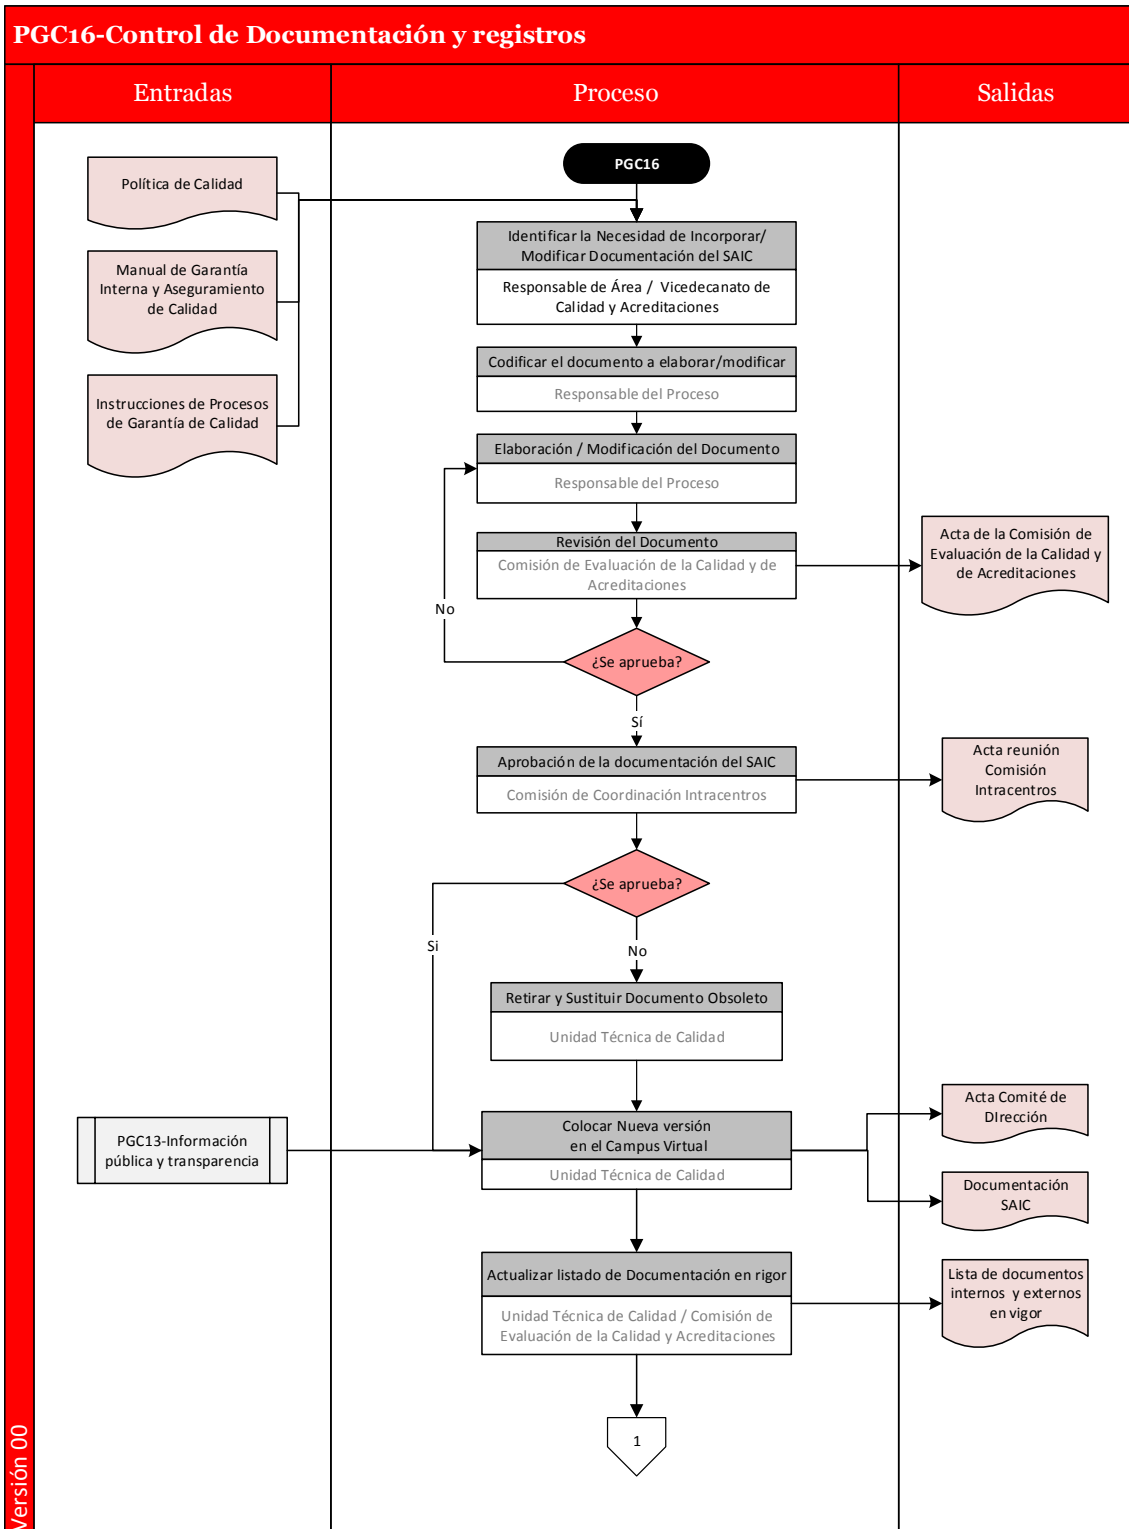 PGC16-Control de Documentación y registros
Entradas
Proceso
Salidas
PGC16
Política de Calidad
Manual de Garantía
Interna y Aseguramiento
de Calidad
Instrucciones de Procesos
de Garantía de Calidad
Identificar la Necesidad de Incorporar/
Modificar Documentación del SAIC
Responsable de Área / Vicedecanato de
Calidad y Acreditaciones
Codificar el documento a elaborar/modificar
Responsable del Proceso
Elaboración / Modificación del Documento
Responsable del Proceso
Revisión del Documento
Comisión de Evaluación de la Calidad y de
Acreditaciones
Acta de la Comisión de
Evaluación de la Calidad y
de Acreditaciones
No
¿Se aprueba?
Sí
Aprobación de la documentación del SAIC
Comisión de Coordinación Intracentros
Acta reunión
Comisión
Intracentros
¿Se aprueba?
Si
No
Retirar y Sustituir Documento Obsoleto
Unidad Técnica de Calidad
PGC13-Información
pública y transparencia
Colocar Nueva versión
en el Campus Virtual
Unidad Técnica de Calidad
Acta Comité de
DIrección
Documentación
SAIC
Actualizar listado de Documentación en rigor
Unidad Técnica de Calidad / Comisión de
Evaluación de la Calidad y Acreditaciones
Lista de documentos
internos y externos
en vigor
1
Versión 00